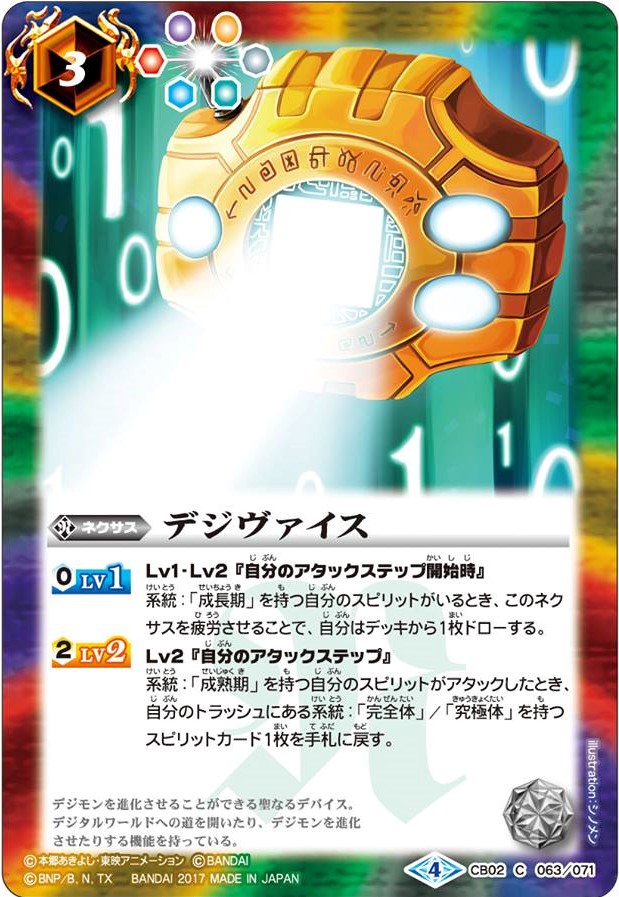 3
ネクサス デジヴァイス
0 LV1
Lv1・Lv2『自分のアタックステップ開始時』
系統：「成長期」を持つ自分のスピリットがいるとき、このネク
サスを疲労させることで、自分はデッキから1枚ドローする。
2 LV2
Lv2『自分のアタックステップ』
系統：「成熟期」を持つ自分のスピリットがアタックしたとき、
自分のトラッシュにある系統：「完全体」／「究極体」を持つ
スピリットカード1枚を手札に戻す。
デジモンを進化させることができる聖なるデバイス。
デジタルワールドへの道を開いたり、デジモンを進化
させたりする機能を持っている。
illustration：シノメン
©本郷あきよし・東映アニメーション ©BANDAI
©BNP/B, N, TX BANDAI 2017 MADE IN JAPAN
4 CB02 C 063/071